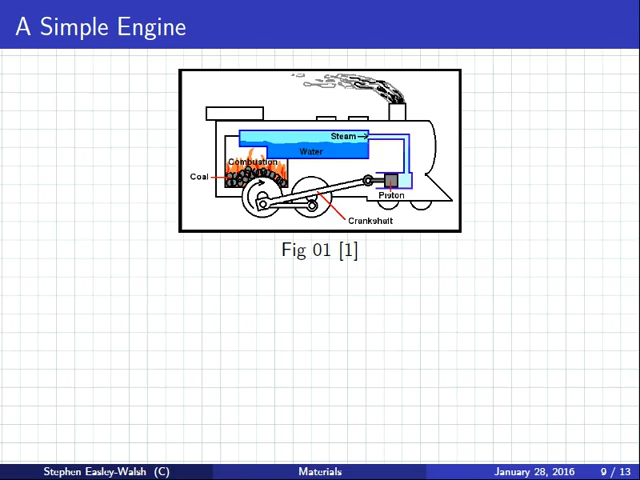 A Simple Engine
Steam
Water
Combustion
Coal
Piston
Crankshaft
Fig 01 [1]
Stephen Easley-Walsh (C)
Materials
January 28, 2016
9 / 13